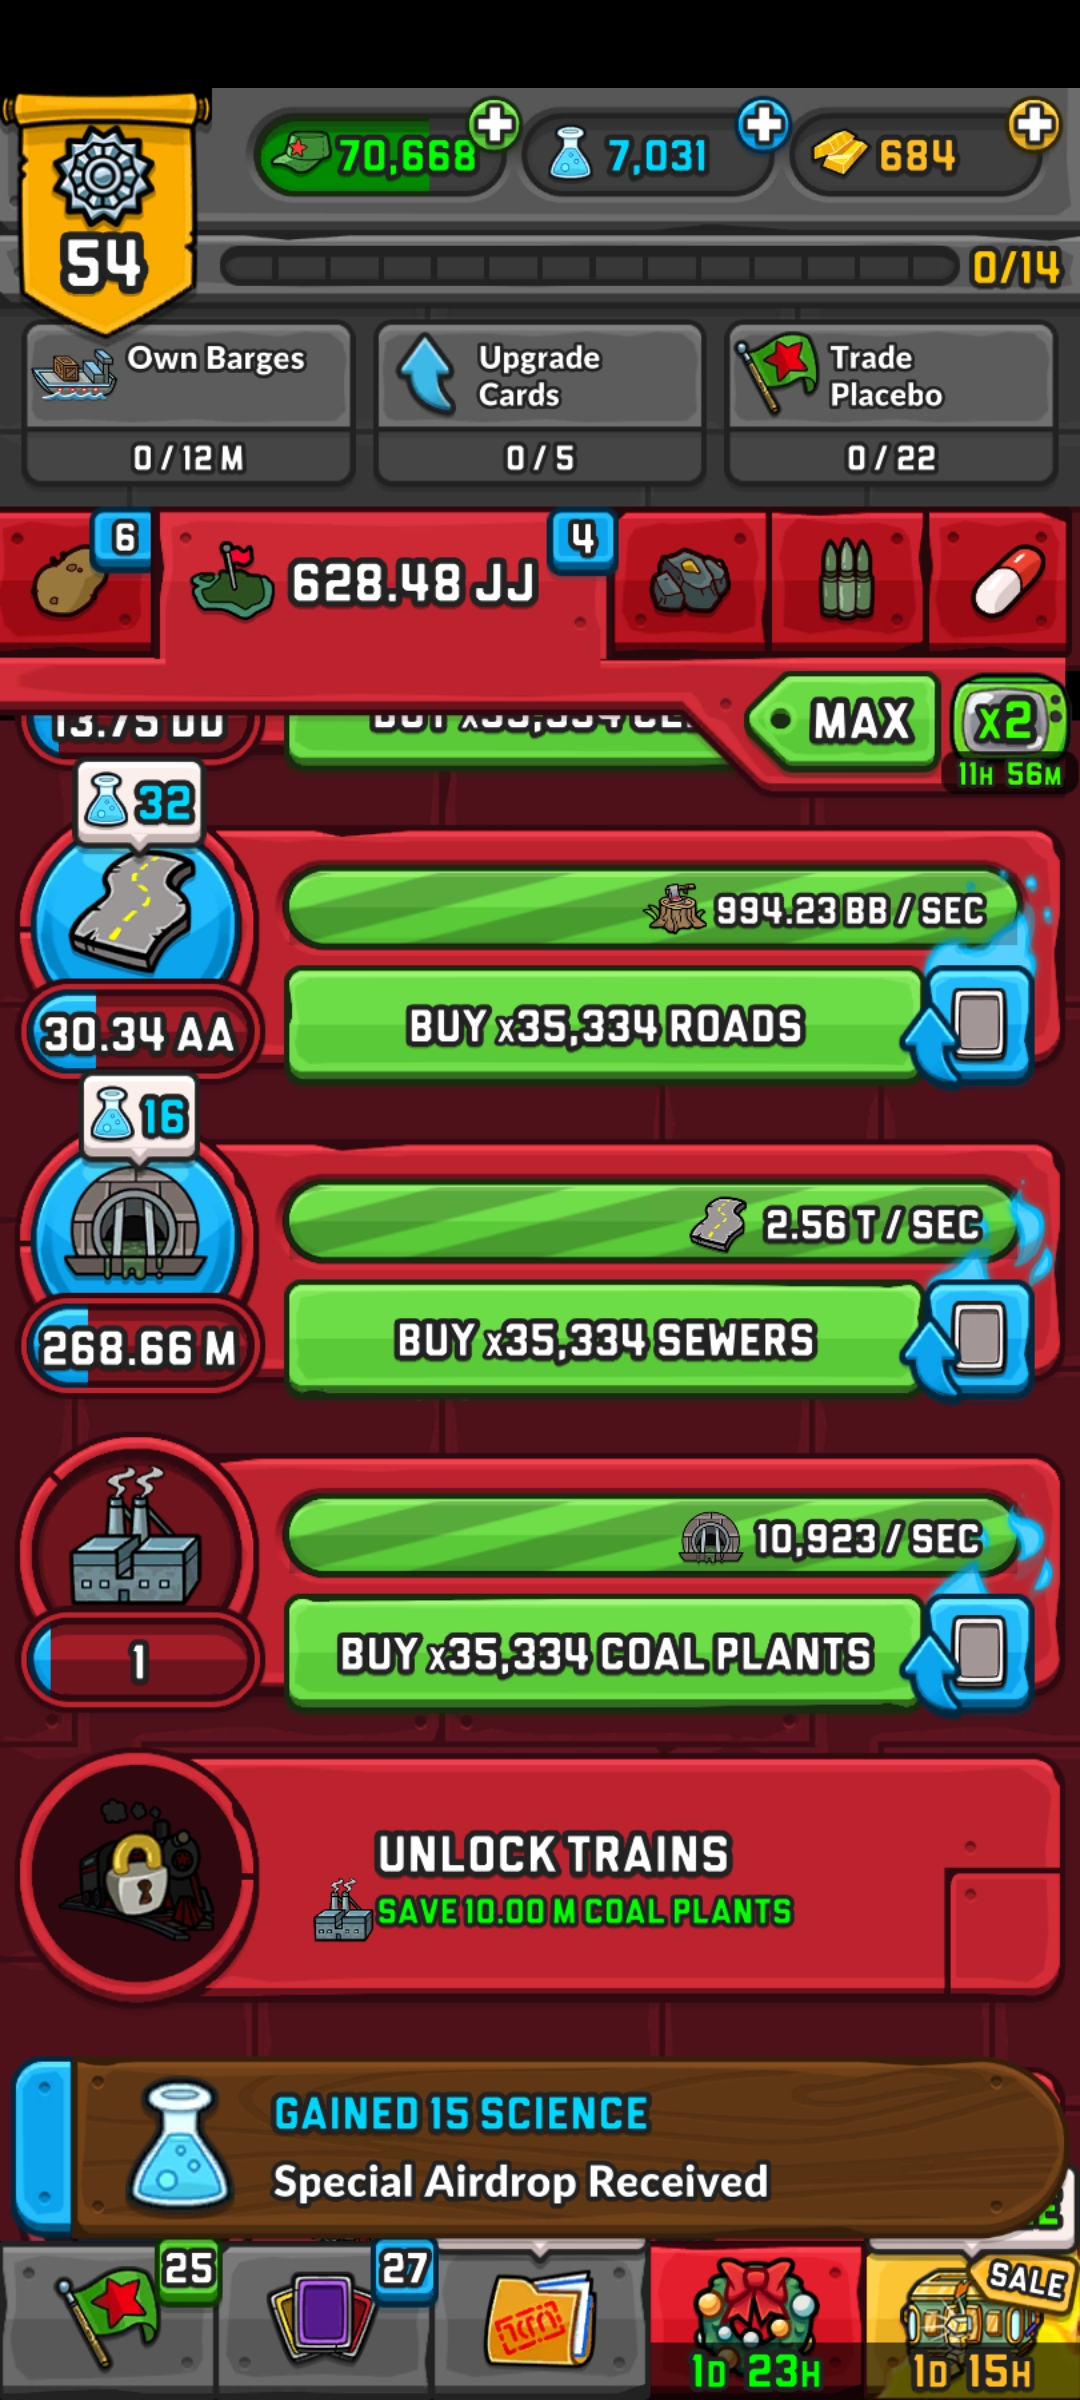 70,668
7,031
684
54
0/14
Own Barges
0 / 12 M
Upgrade
Cards
0 / 5
Trade
Placebo
0 / 22
6
628.48 JJ
4
MAX
x2
11H 56M
32
994.23 BB / SEC
BUY x35,334 ROADS
30.34 AA
16
2.56 T / SEC
BUY x35,334 SEWERS
268.66 M
10,923 / SEC
BUY x35,334 COAL PLANTS
1
UNLOCK TRAINS
SAVE 10.00 M COAL PLANTS
GAINED 15 SCIENCE
Special Airdrop Received
25
27
SALE
1D 23H
1D 15H